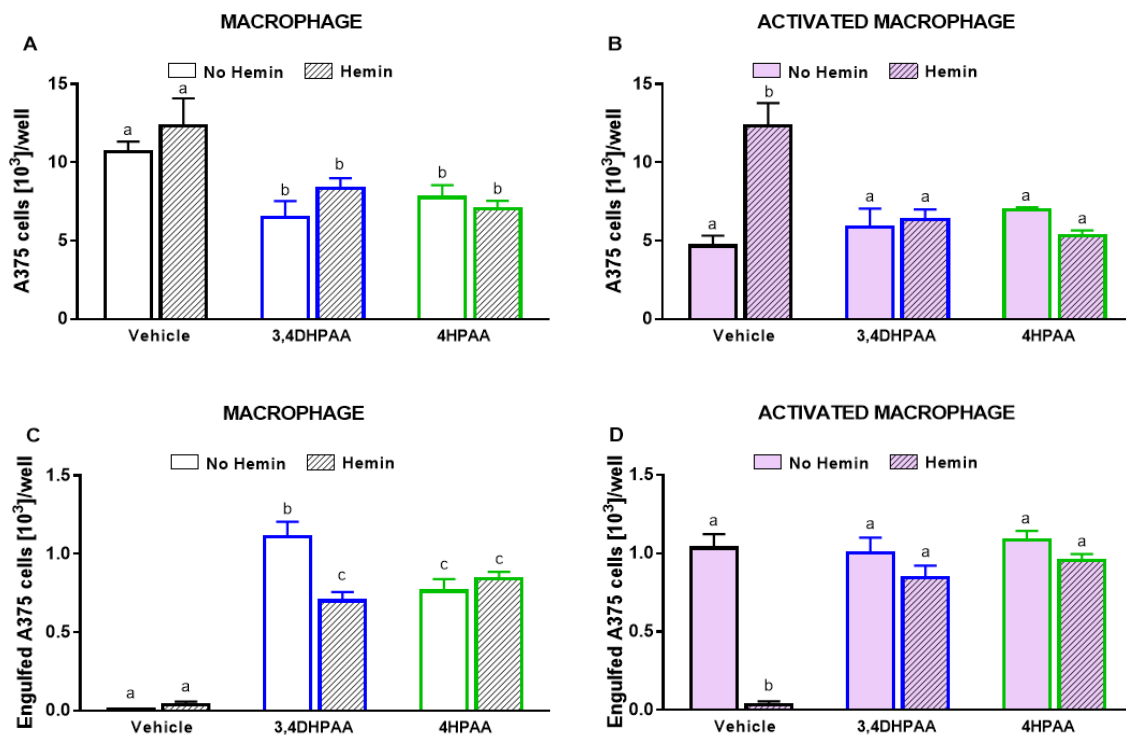 MACROPHAGE
A
No Hemin Hemin
A375 cells [10³]/well
15
10
5
0
a
a
b
b
b
b
Vehicle 3,4DHPAA 4HPAA
ACTIVATED MACROPHAGE
B
No Hemin Hemin
A375 cells [10³]/well
15
10
5
0
a
b
a
a
a
a
Vehicle 3,4DHPAA 4HPAA
MACROPHAGE
C
No Hemin Hemin
Engulfed A375 cells [10³]/well
1.5
1.0
0.5
0.0
a
a
b
c
c
c
Vehicle 3,4DHPAA 4HPAA
ACTIVATED MACROPHAGE
D
No Hemin Hemin
Engulfed A375 cells [10³]/well
1.5
1.0
0.5
0.0
a
b
a
a
a
a
Vehicle 3,4DHPAA 4HPAA